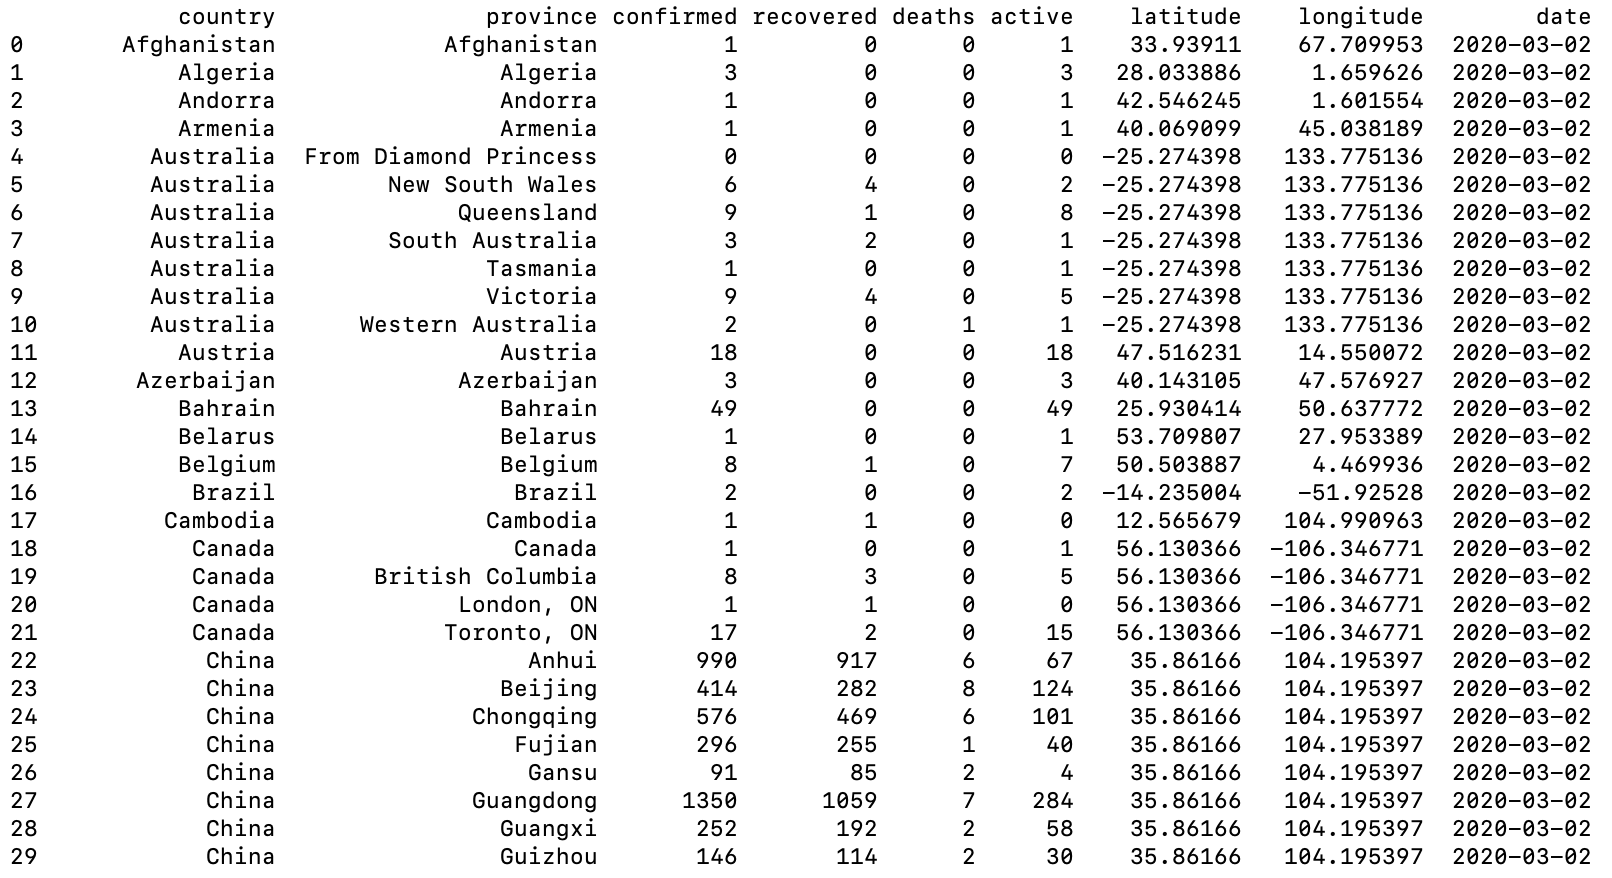 country province confirmed recovered deaths active latitude longitude date
0 Afghanistan Afghanistan 1 0 0 1 33.93911 67.709953 2020-03-02
1 Algeria Algeria 3 0 0 3 28.033886 1.659626 2020-03-02
2 Andorra Andorra 1 0 0 1 42.546245 1.601554 2020-03-02
3 Armenia Armenia 1 0 0 1 40.069099 45.038189 2020-03-02
4 Australia From Diamond Princess 0 0 0 0 -25.274398 133.775136 2020-03-02
5 Australia New South Wales 6 4 0 2 -25.274398 133.775136 2020-03-02
6 Australia Queensland 9 1 0 8 -25.274398 133.775136 2020-03-02
7 Australia South Australia 3 2 0 1 -25.274398 133.775136 2020-03-02
8 Australia Tasmania 1 0 0 1 -25.274398 133.775136 2020-03-02
9 Australia Victoria 9 4 0 5 -25.274398 133.775136 2020-03-02
10 Australia Western Australia 2 0 1 1 -25.274398 133.775136 2020-03-02
11 Austria Austria 18 0 0 18 47.516231 14.550072 2020-03-02
12 Azerbaijan Azerbaijan 3 0 0 3 40.143105 47.576927 2020-03-02
13 Bahrain Bahrain 49 0 0 49 25.930414 50.637772 2020-03-02
14 Belarus Belarus 1 0 0 1 53.709807 27.953389 2020-03-02
15 Belgium Belgium 8 1 0 7 50.503887 4.469936 2020-03-02
16 Brazil Brazil 2 0 0 2 -14.235004 -51.92528 2020-03-02
17 Cambodia Cambodia 1 1 0 0 12.565679 104.990963 2020-03-02
18 Canada Canada 1 0 0 1 56.130366 -106.346771 2020-03-02
19 Canada British Columbia 8 3 0 5 56.130366 -106.346771 2020-03-02
20 Canada London, ON 1 1 0 0 56.130366 -106.346771 2020-03-02
21 Canada Toronto, ON 17 2 0 15 56.130366 -106.346771 2020-03-02
22 China Anhui 990 917 6 67 35.86166 104.195397 2020-03-02
23 China Beijing 414 282 8 124 35.86166 104.195397 2020-03-02
24 China Chongqing 576 469 6 101 35.86166 104.195397 2020-03-02
25 China Fujian 296 255 1 40 35.86166 104.195397 2020-03-02
26 China Gansu 91 85 2 4 35.86166 104.195397 2020-03-02
27 China Guangdong 1350 1059 7 284 35.86166 104.195397 2020-03-02
28 China Guangxi 252 192 2 58 35.86166 104.195397 2020-03-02
29 China Guizhou 146 114 2 30 35.86166 104.195397 2020-03-02